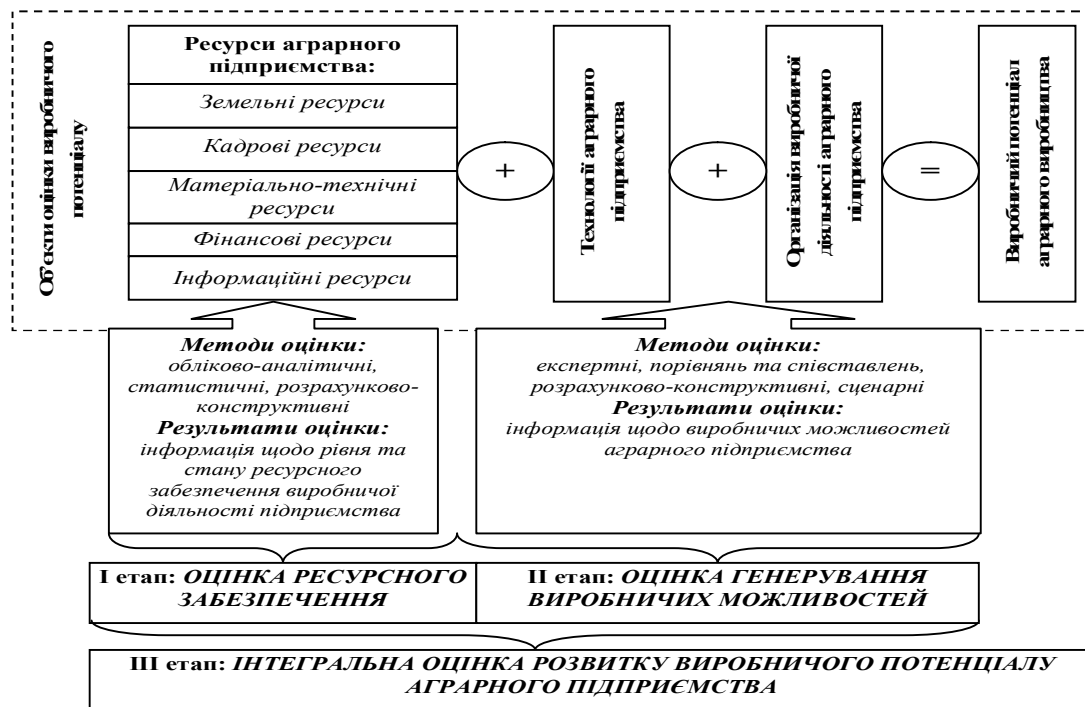 Об’єкти оцінки виробничого
потенціалу
Ресурси аграрного
підприємства:
Земельні ресурси
Кадрові ресурси
Матеріально-технічні
ресурси
Фінансові ресурси
Інформаційні ресурси
+
Технології аграрного
підприємства
+
Організація виробничої
діяльності аграрного
підприємства
=
Виробничий потенціал
аграрного виробництва
Методи оцінки:
обліково-аналітичні,
статистичні, розрахунково-
конструктивні
Результати оцінки:
інформація щодо рівня та
стану ресурсного
забезпечення виробничої
діяльності підприємства
Методи оцінки:
експертні, порівнянь та співставлень,
розрахунково-конструктивні, сценарні
Результати оцінки:
інформація щодо виробничих можливостей
аграрного підприємства
І етап: ОЦІНКА РЕСУРСНОГО
ЗАБЕЗПЕЧЕННЯ
ІІ етап: ОЦІНКА ГЕНЕРУВАННЯ
ВИРОБНИЧИХ МОЖЛИВОСТЕЙ
ІІІ етап: ІНТЕГРАЛЬНА ОЦІНКА РОЗВИТКУ ВИРОБНИЧОГО ПОТЕНЦІАЛУ
АГРАРНОГО ПІДПРИЄМСТВА